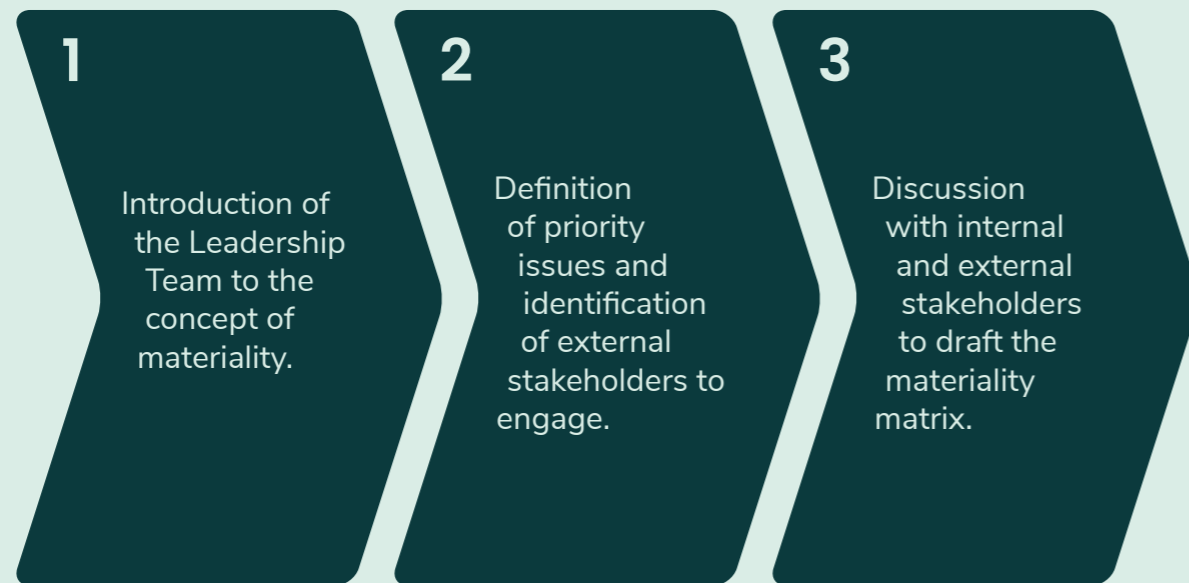 1
Introduction of
the Leadership
Team to the
concept of
materiality.
2
Definition
of priority
issues and
identification
of external
stakeholders to
engage.
3
Discussion
with internal
and external
stakeholders
to draft the
materiality
matrix.